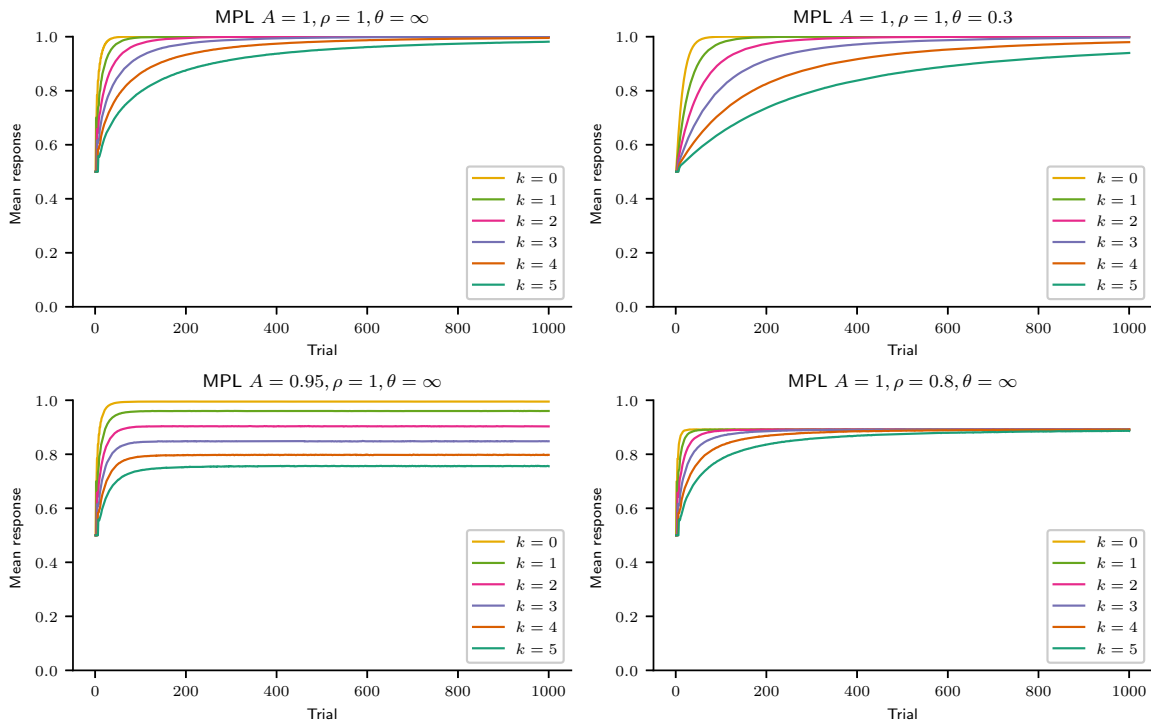 MPL A = 1, ρ = 1, θ = ∞
1.0
0.8
0.6
0.4
0.2
0.0
Mean response
0 200 400 600 800 1000
Trial
k = 0
k = 1
k = 2
k = 3
k = 4
k = 5
MPL A = 1, ρ = 1, θ = 0.3
1.0
0.8
0.6
0.4
0.2
0.0
Mean response
0 200 400 600 800 1000
Trial
k = 0
k = 1
k = 2
k = 3
k = 4
k = 5
MPL A = 0.95, ρ = 1, θ = ∞
1.0
0.8
0.6
0.4
0.2
0.0
Mean response
0 200 400 600 800 1000
Trial
k = 0
k = 1
k = 2
k = 3
k = 4
k = 5
MPL A = 1, ρ = 0.8, θ = ∞
1.0
0.8
0.6
0.4
0.2
0.0
Mean response
0 200 400 600 800 1000
Trial
k = 0
k = 1
k = 2
k = 3
k = 4
k = 5